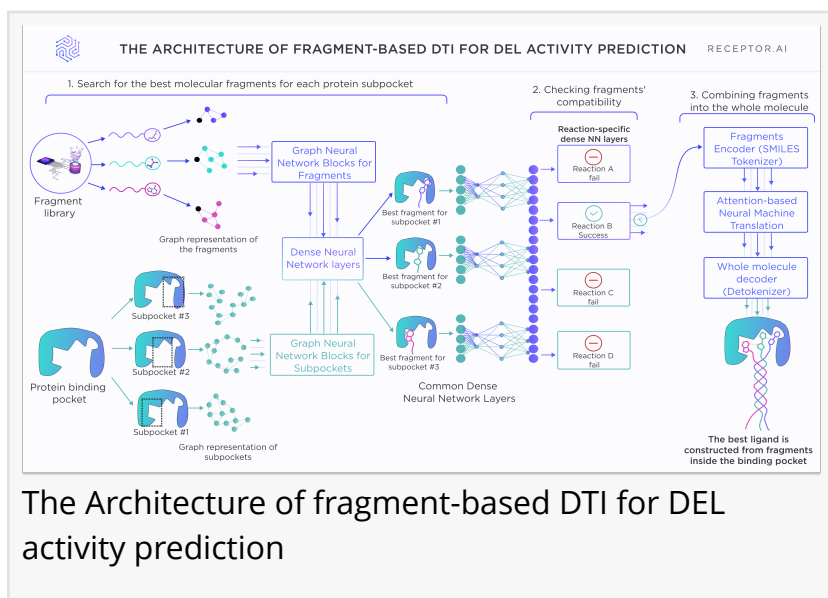 THE ARCHITECTURE OF FRAGMENT-BASED DTI FOR DEL ACTIVITY PREDICTION
RECEPTOR.AI
1. Search for the best molecular fragments for each protein subpocket
Fragment
library
Graph representation of
the fragments
Graph Neural
Network Blocks for
Fragments
Dense Neural
Network layers
Graph Neural
Network Blocks for
Subpockets
Protein binding
pocket
Subpocket #3
Subpocket #2
Subpocket #1
Graph representation of
subpockets
Best fragment for
subpocket #1
Best fragment for
subpocket #2
Best fragment for
subpocket #3
Common Dense
Neural Network Layers
2. Checking fragments'
compatibility
Reaction-specific
dense NN layers
Reaction A
fail
Reaction B
Success
Reaction C
fail
Reaction D
fail
3. Combining fragments
into the whole molecule
Fragments
Encoder (SMILES
Tokenizer)
Attention-based
Neural Machine
Translation
Whole molecule
decoder
(Detokenizer)
The best ligand is
constructed from fragments
inside the binding pocket
The Architecture of fragment-based DTI for DEL
activity prediction